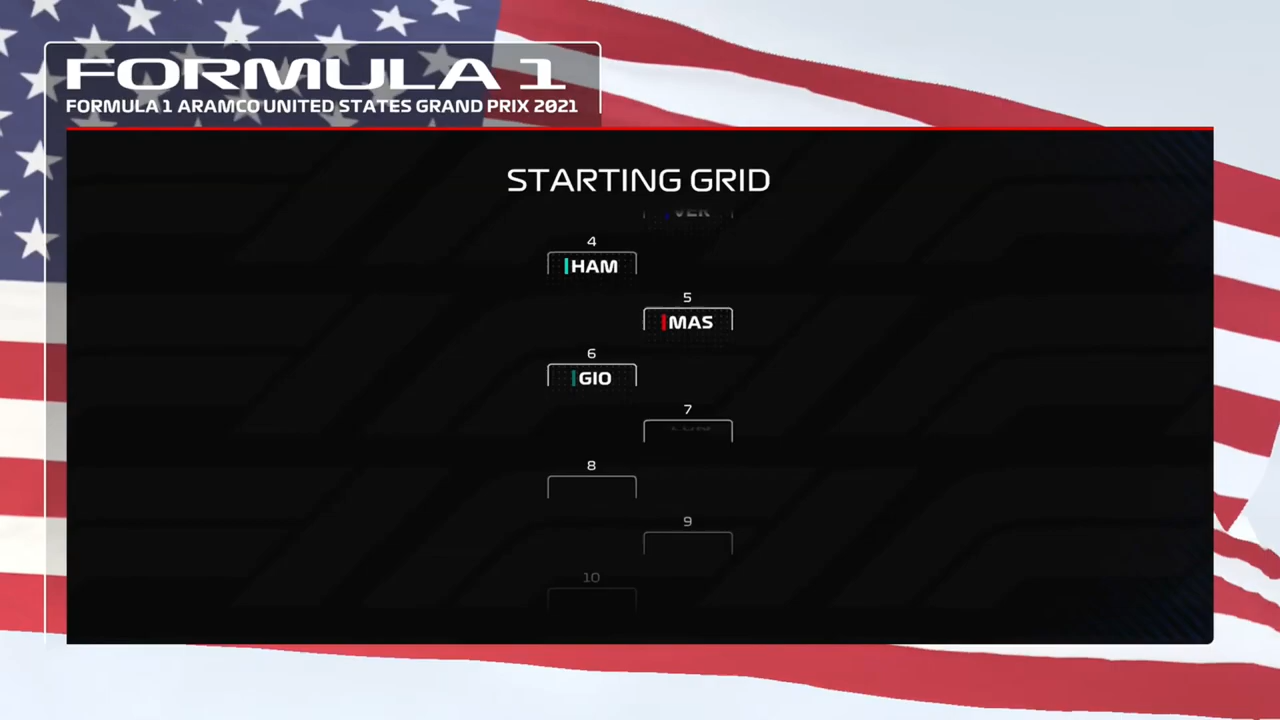 FORMULA 1
FORMULA 1 ARAMCO UNITED STATES GRAND PRIX 2021
STARTING GRID
VER
4
HAM
5
MAS
6
GIO
7
8
9
10